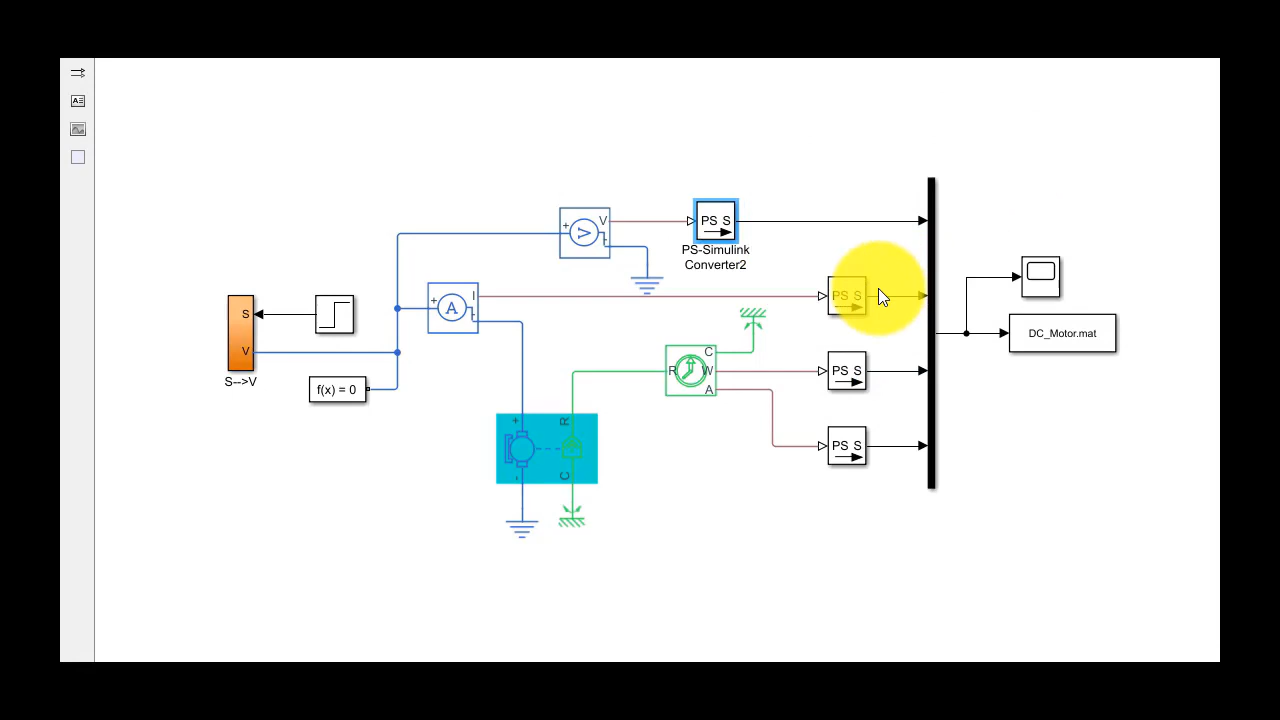 A
+
V
-
PS S
PS-Simulink
Converter2
S
V
S-->V
f(x) = 0
+
I
-
A
PS S
C
R
W
A
PS S
PS S
DC_Motor.mat
+
R
-
C